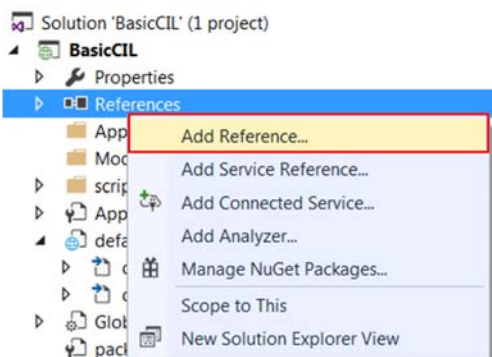 Solution 'BasicCIL' (1 project)
BasicCIL
Properties
References
App
Add Reference...
Mod
Add Service Reference...
scrip
Add Connected Service...
App
Add Analyzer...
defa
Manage NuGet Packages...
Scope to This
Glob
New Solution Explorer View
pack